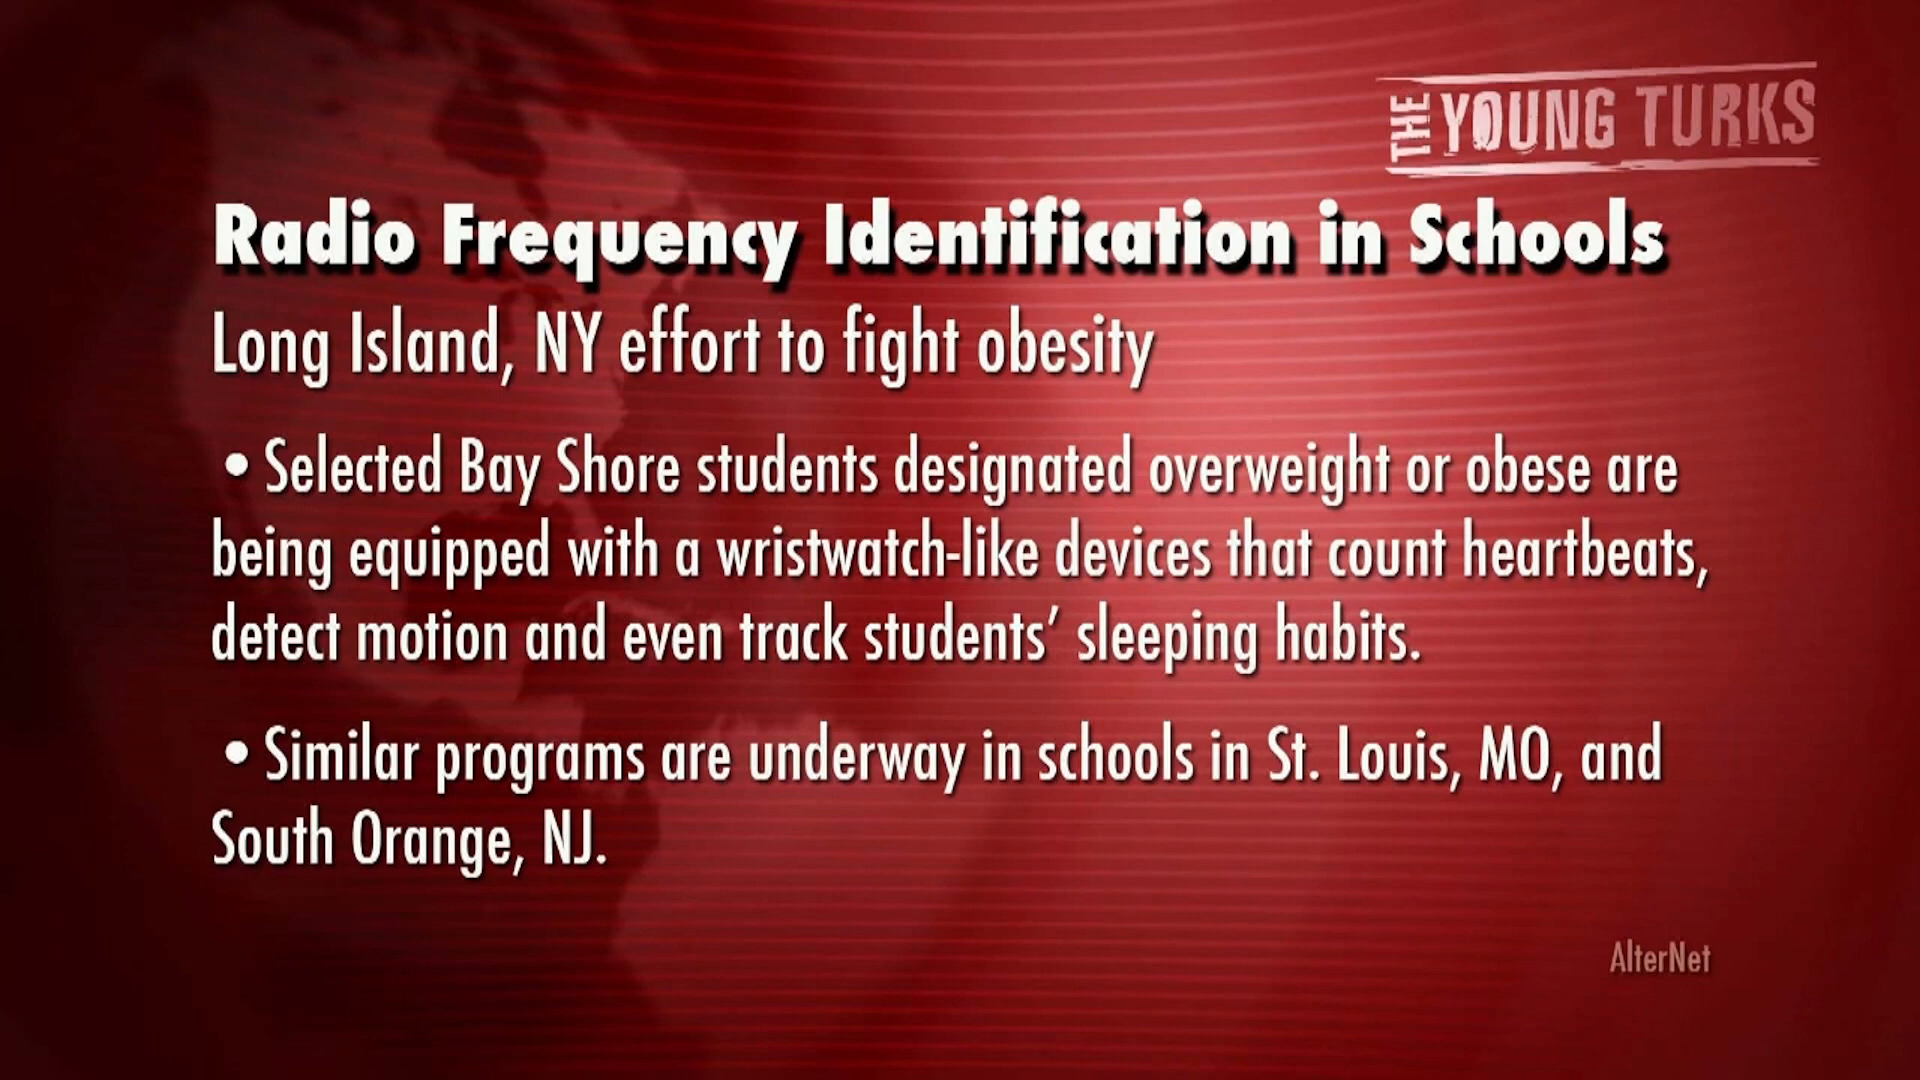 THE YOUNG TURKS
Radio Frequency Identification in Schools
Long Island, NY effort to fight obesity
• Selected Bay Shore students designated overweight or obese are
being equipped with a wristwatch-like devices that count heartbeats,
detect motion and even track students’ sleeping habits.
• Similar programs are underway in schools in St. Louis, MO, and
South Orange, NJ.
AlterNet